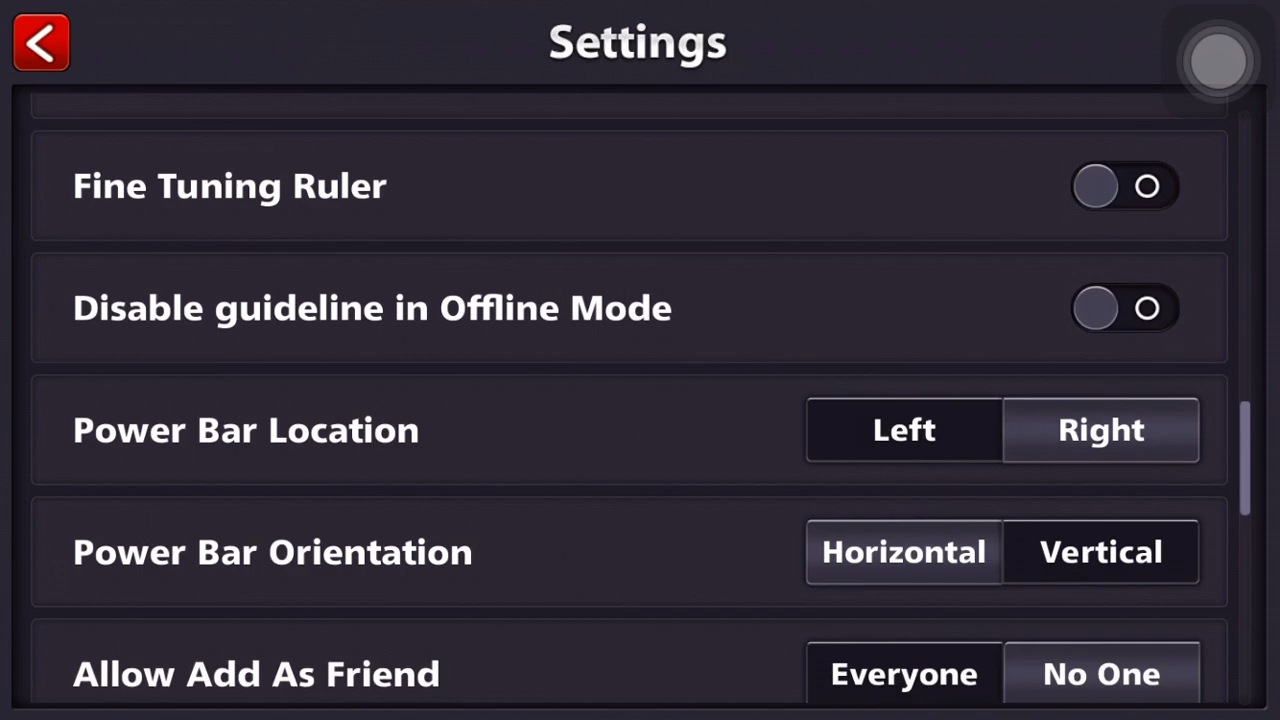 Settings
Fine Tuning Ruler
Disable guideline in Offline Mode
Power Bar Location Left Right
Power Bar Orientation Horizontal Vertical
Allow Add As Friend Everyone No One